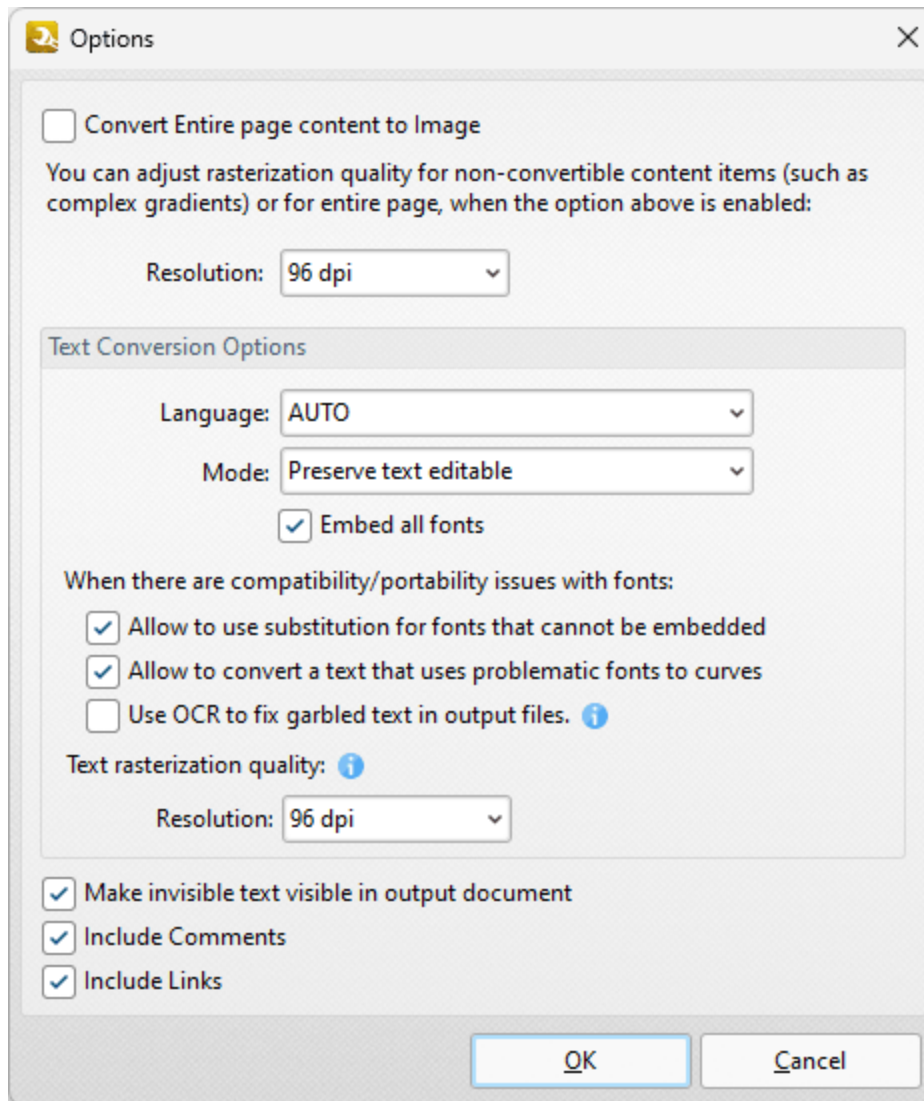 Options
Convert Entire page content to Image
You can adjust rasterization quality for non-convertible content items (such as
complex gradients) or for entire page, when the option above is enabled:
Resolution: 96 dpi
Text Conversion Options
Language: AUTO
Mode: Preserve text editable
Embed all fonts
When there are compatibility/portability issues with fonts:
Allow to use substitution for fonts that cannot be embedded
Allow to convert a text that uses problematic fonts to curves
Use OCR to fix garbled text in output files.
Text rasterization quality:
Resolution: 96 dpi
Make invisible text visible in output document
Include Comments
Include Links
OK Cancel